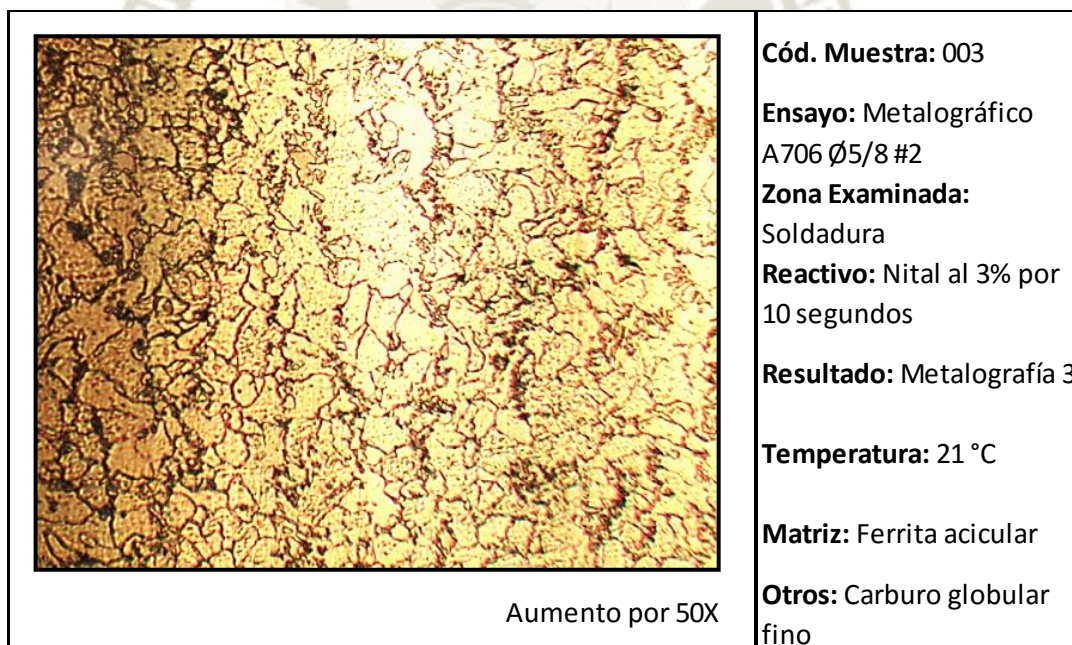 Cód. Muestra: 003
Ensayo: Metalográfico
A706 Ø5/8 #2
Zona Examinada:
Soldadura
Reactivo: Nital al 3% por
10 segundos
Resultado: Metalografía 3
Temperatura: 21 °C
Matriz: Ferrita acicular
Otros: Carburo globular
fino
Aumento por 50X